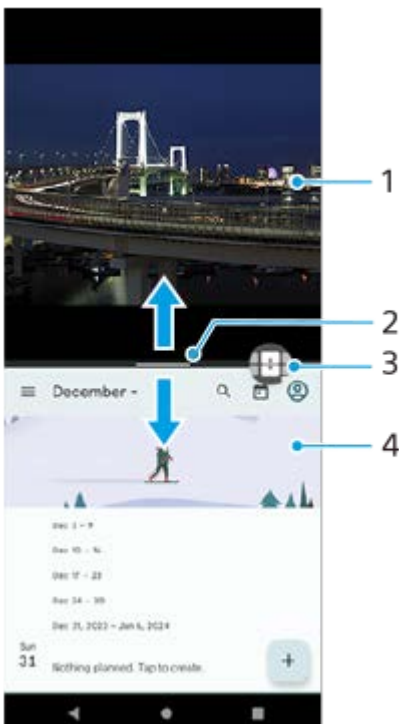 1
2
3
December
4
Dec 3 – 9
Dec 10 – 16
Dec 17 – 23
Dec 24 – 30
Dec 31, 2023 – Jan 6, 2024
Sun
31
Nothing planned. Tap to create.
+